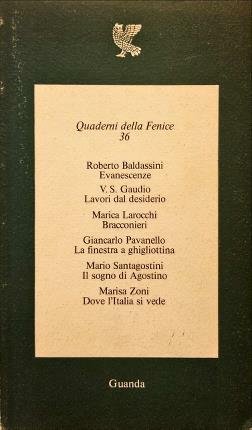 Quaderni della Fenice
36
Roberto Baldassini
Evanescenze
V. S. Gaudio
Lavori dal desiderio
Marica Larocchi
Bracconieri
Giancarlo Pavanello
La finestra a ghigliottina
Mario Santagostini
Il sogno di Agostino
Marisa Zoni
Dove l'Italia si vede
Guanda